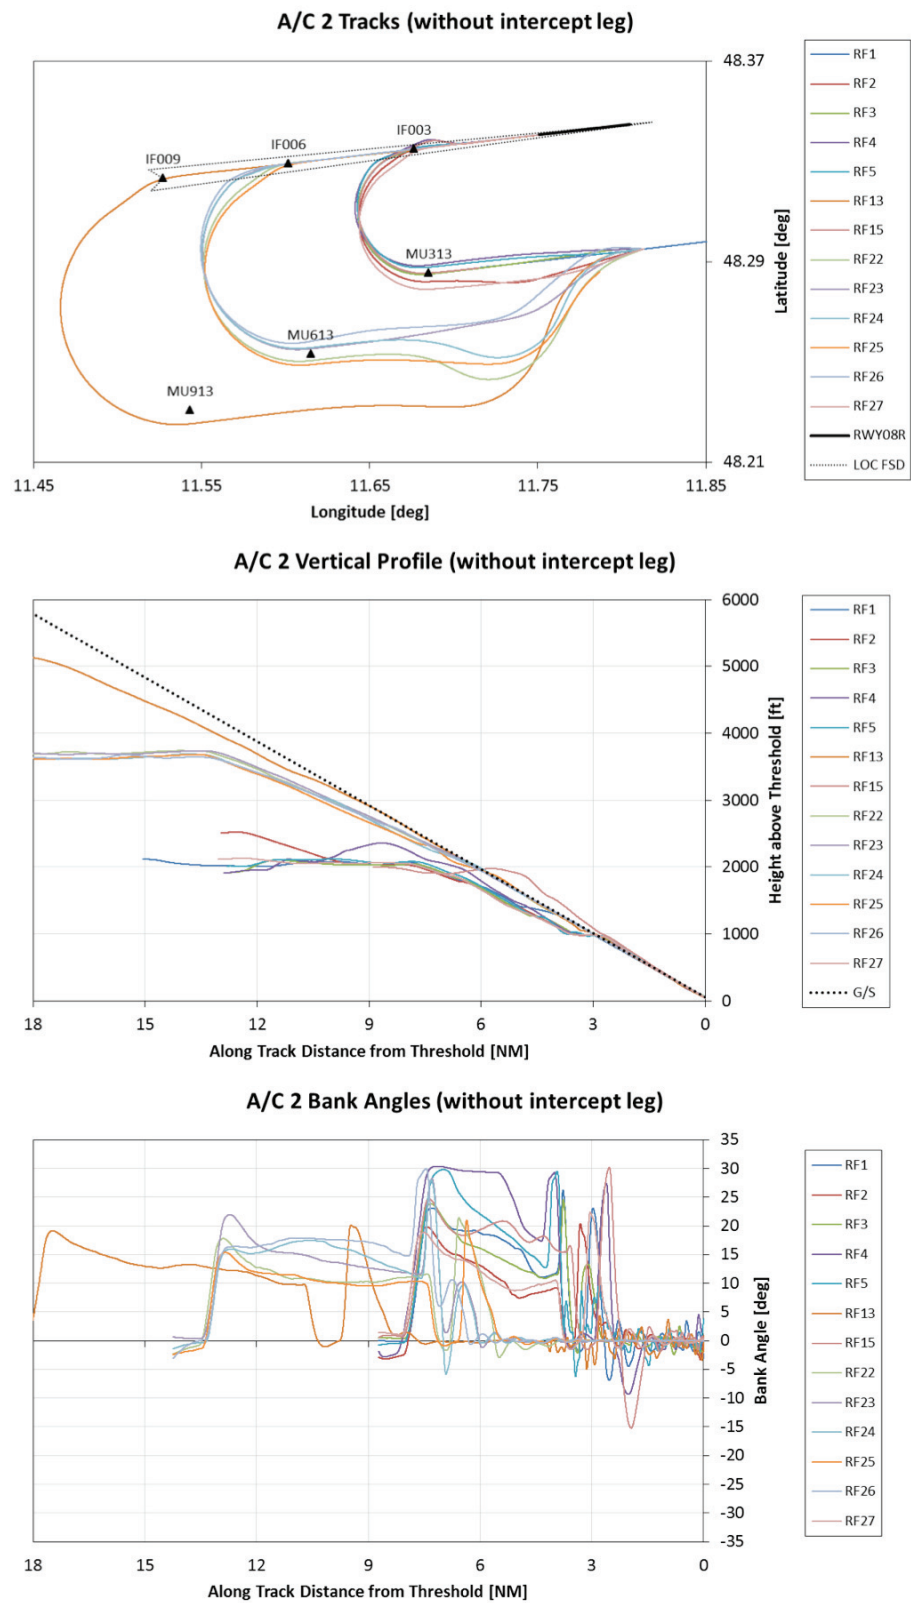 A/C 2 Tracks (without intercept leg)
48.37
48.29
48.21
Latitude [deg]
IF009
IF006
IF003
MU313
MU613
MU913
11.45
11.55
11.65
11.75
11.85
Longitude [deg]
RF1
RF2
RF3
RF4
RF5
RF13
RF15
RF22
RF23
RF24
RF25
RF26
RF27
RWY08R
LOC FSD
A/C 2 Vertical Profile (without intercept leg)
6000
5000
4000
3000
2000
1000
0
Height above Threshold [ft]
18
15
12
9
6
3
0
Along Track Distance from Threshold [NM]
RF1
RF2
RF3
RF4
RF5
RF13
RF15
RF22
RF23
RF24
RF25
RF26
RF27
G/S
A/C 2 Bank Angles (without intercept leg)
35
30
25
20
15
10
5
0
-5
-10
-15
-20
-25
-30
-35
Bank Angle [deg]
18
15
12
9
6
3
0
Along Track Distance from Threshold [NM]
RF1
RF2
RF3
RF4
RF5
RF13
RF15
RF22
RF23
RF24
RF25
RF26
RF27